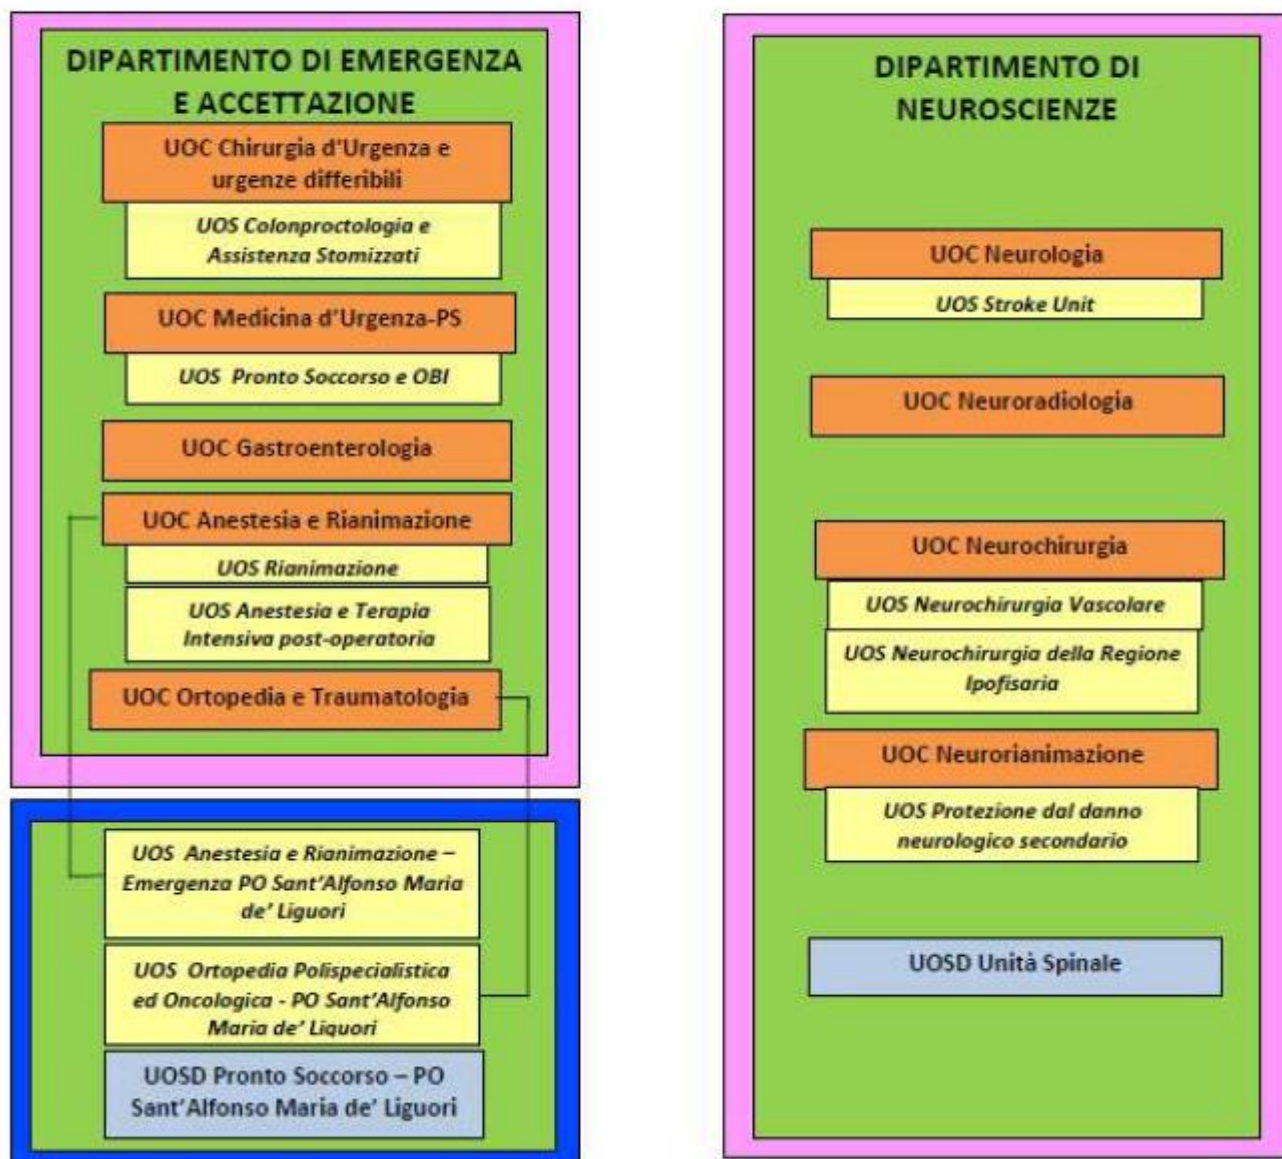 DIPARTIMENTO DI EMERGENZA
E ACCETTAZIONE
UOC Chirurgia d'Urgenza e
urgenze differibili
UOS Colonproctologia e
Assistenza Stomizzati
UOC Medicina d'Urgenza-PS
UOS Pronto Soccorso e OBI
UOC Gastroenterologia
UOC Anestesia e Rianimazione
UOS Rianimazione
UOS Anestesia e Terapia
Intensiva post-operatoria
UOC Ortopedia e Traumatologia
UOS Anestesia e Rianimazione –
Emergenza PO Sant'Alfonso Maria
de' Liguori
UOS Ortopedia Polispecialistica
ed Oncologica - PO Sant'Alfonso
Maria de' Liguori
UOSD Pronto Soccorso – PO
Sant'Alfonso Maria de' Liguori
DIPARTIMENTO DI
NEUROSCIENZE
UOC Neurologia
UOS Stroke Unit
UOC Neuroradiologia
UOC Neurochirurgia
UOS Neurochirurgia Vascolare
UOS Neurochirurgia della Regione
Ipofisaria
UOC Neurorianimazione
UOS Protezione dal danno
neurologico secondario
UOSD Unità Spinale